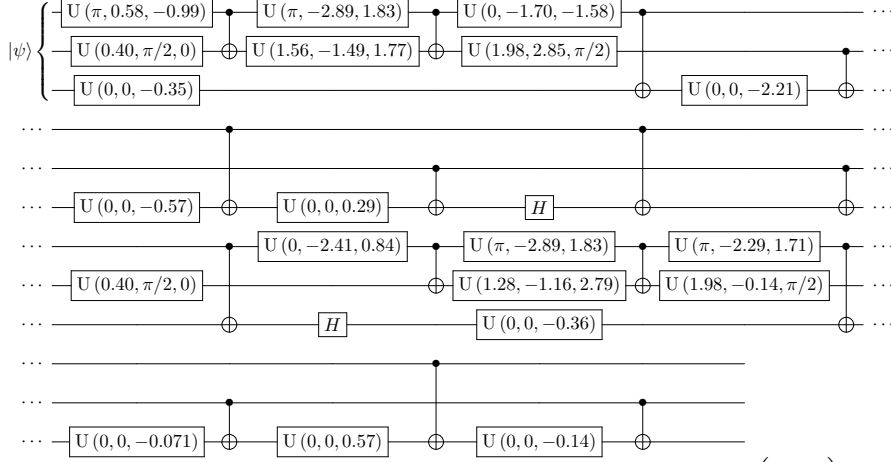 U (π, 0.58, −0.99) U (π, −2.89, 1.83) U (0, −1.70, −1.58) ···
|ψ⟩ U (0.40, π/2, 0) U (1.56, −1.49, 1.77) U (1.98, 2.85, π/2) ···
U (0, 0, −0.35) U (0, 0, −2.21) ···
··· ···
··· ···
··· U (0, 0, −0.57) U (0, 0, 0.29) H ···
··· U (0, −2.41, 0.84) U (π, −2.89, 1.83) U (π, −2.29, 1.71) ···
··· U (0.40, π/2, 0) U (1.28, −1.16, 2.79) U (1.98, −0.14, π/2) ···
··· H U (0, 0, −0.36) ···
···
···
··· U (0, 0, −0.071) U (0, 0, 0.57) U (0, 0, −0.14)